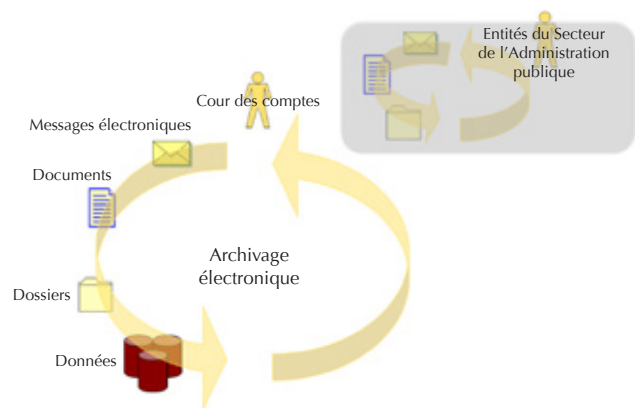 Entités du Secteur
de l'Administration
publique
Cour des comptes
Messages électroniques
Documents
Archivage
électronique
Dossiers
Données